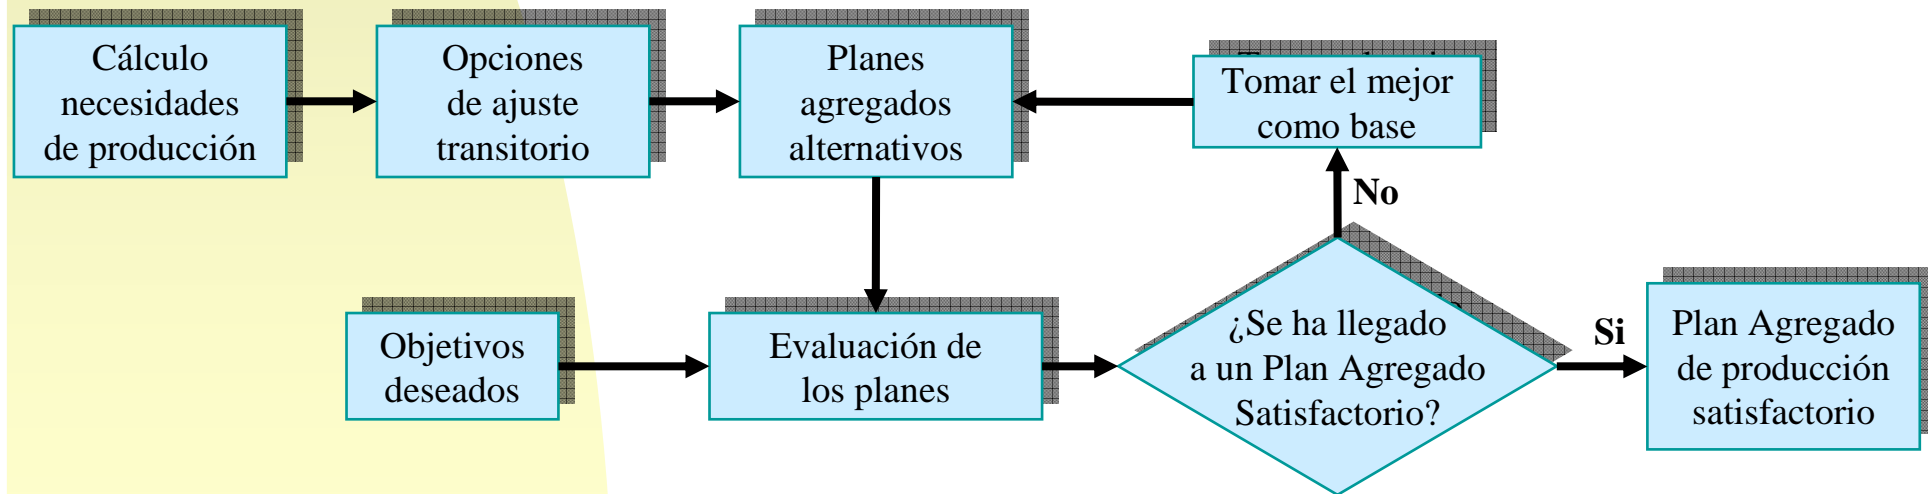 Cálculo
necesidades
de producción
Opciones
de ajuste
transitorio
Planes
agregados
alternativos
Tomar el mejor
como base
No
Objetivos
deseados
Evaluación de
los planes
¿Se ha llegado
a un Plan Agregado
Satisfactorio?
Si
Plan Agregado
de producción
satisfactorio